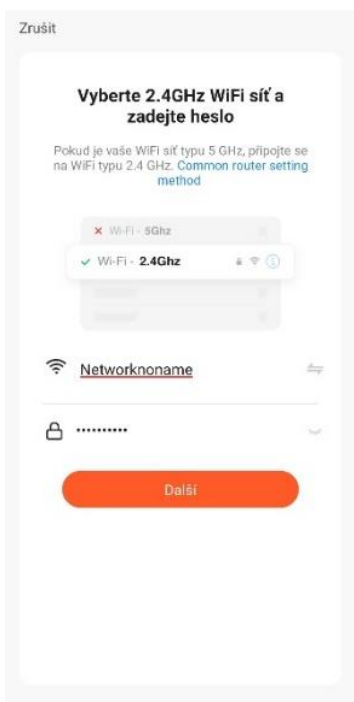 Zrušit
Vyberte 2.4GHz WiFi síť a
zadejte heslo
Pokud je vaše WiFi síť typu 5 GHz, připojte se
na WiFi typu 2.4 GHz. Common router setting
method
Wi-Fi - 5Ghz
Wi-Fi - 2.4Ghz
Networknoname
••••••••••
Další